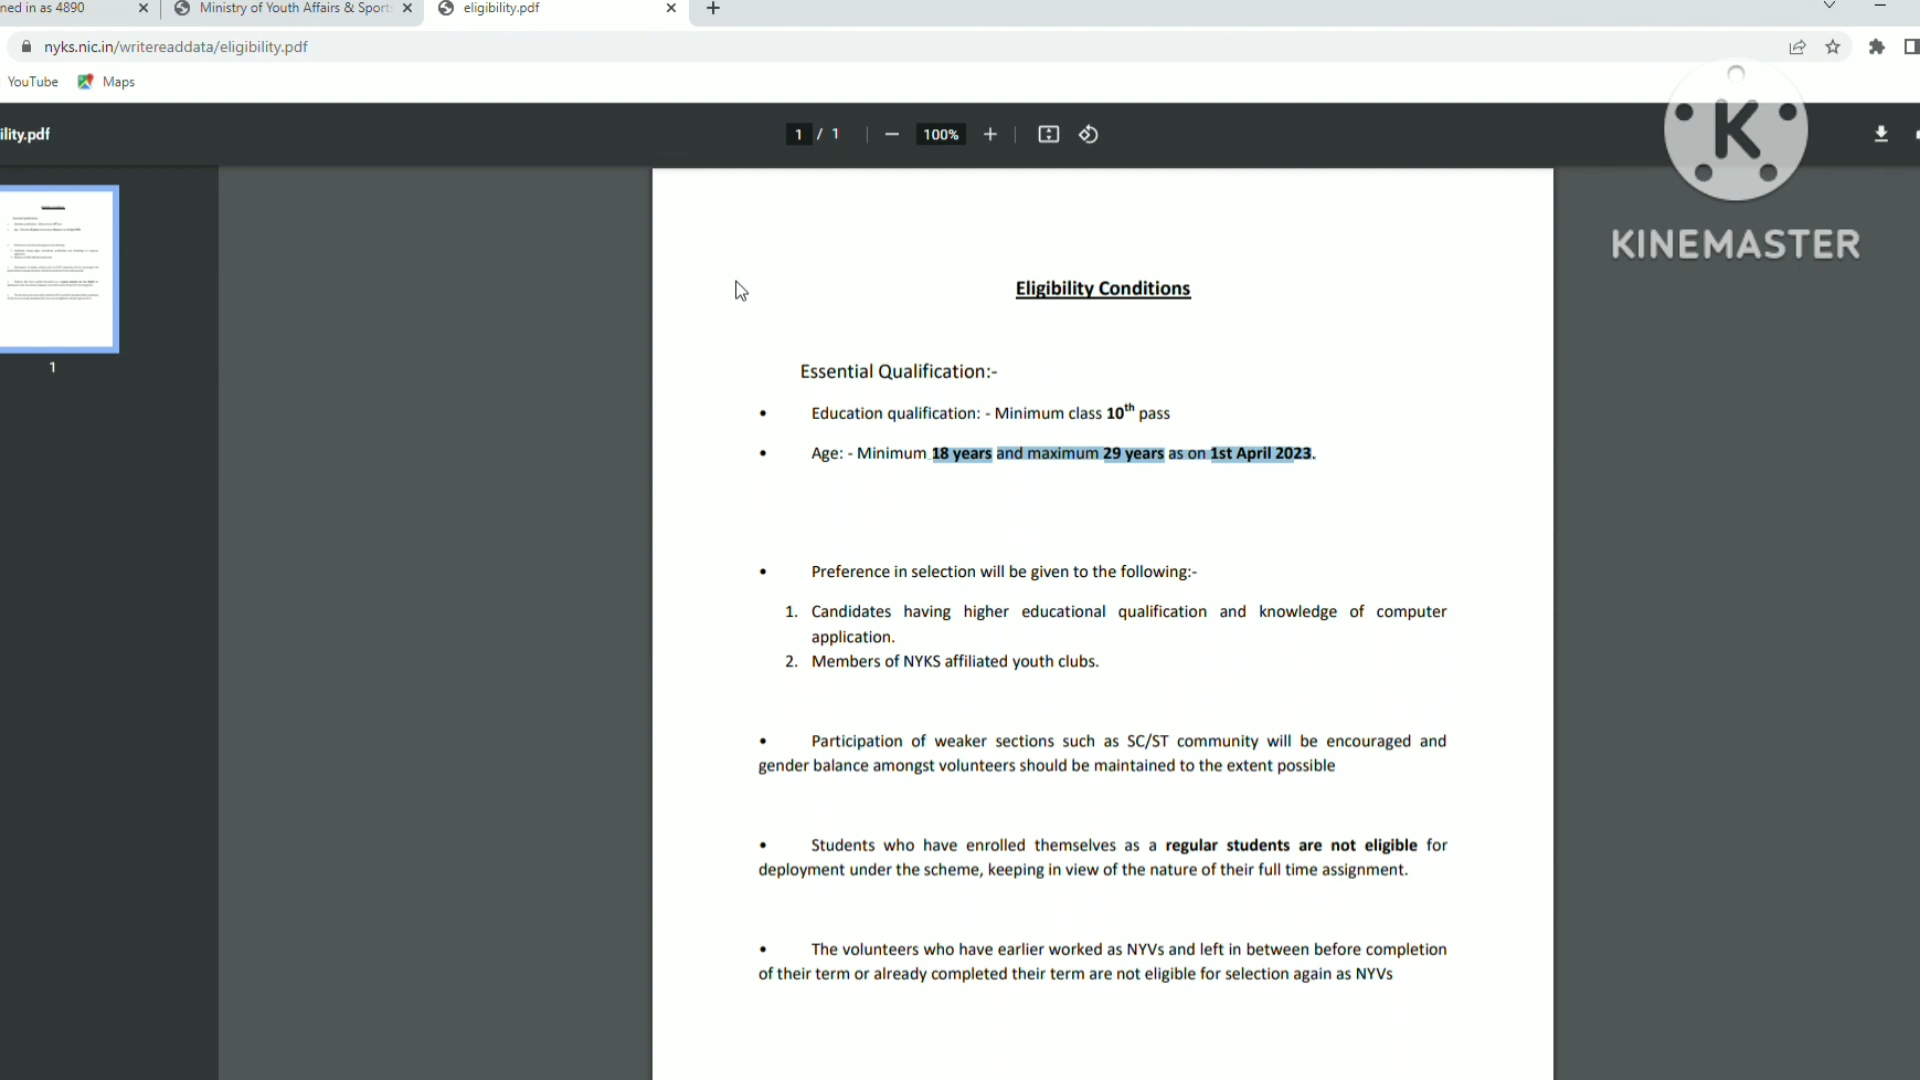 ned in as 4890
Ministry of Youth Affairs & Sport
eligibility.pdf
nyks.nic.in/writereaddata/eligibility.pdf
YouTube
Maps
ility.pdf
1 / 1
100%
K
KINEMASTER
1
Eligibility Conditions
Essential Qualification:-
• Education qualification: - Minimum class 10th pass
• Age: - Minimum 18 years and maximum 29 years as on 1st April 2023.
• Preference in selection will be given to the following:-
1. Candidates having higher educational qualification and knowledge of computer
application.
2. Members of NYKS affiliated youth clubs.
• Participation of weaker sections such as SC/ST community will be encouraged and
gender balance amongst volunteers should be maintained to the extent possible
• Students who have enrolled themselves as a regular students are not eligible for
deployment under the scheme, keeping in view of the nature of their full time assignment.
• The volunteers who have earlier worked as NYVs and left in between before completion
of their term or already completed their term are not eligible for selection again as NYVs